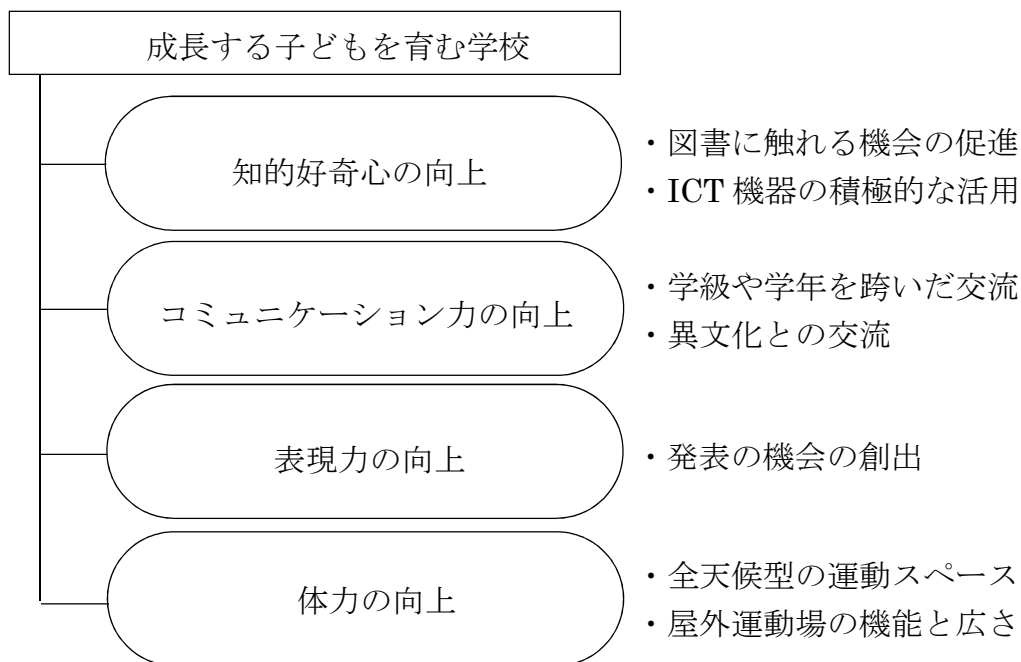 成長する子どもを育む学校
知的好奇心の向上
・図書に触れる機会の促進
・ICT 機器の積極的な活用
コミュニケーション力の向上
・学級や学年を跨いだ交流
・異文化との交流
表現力の向上
・発表の機会の創出
体力の向上
・全天候型の運動スペース
・屋外運動場の機能と広さ